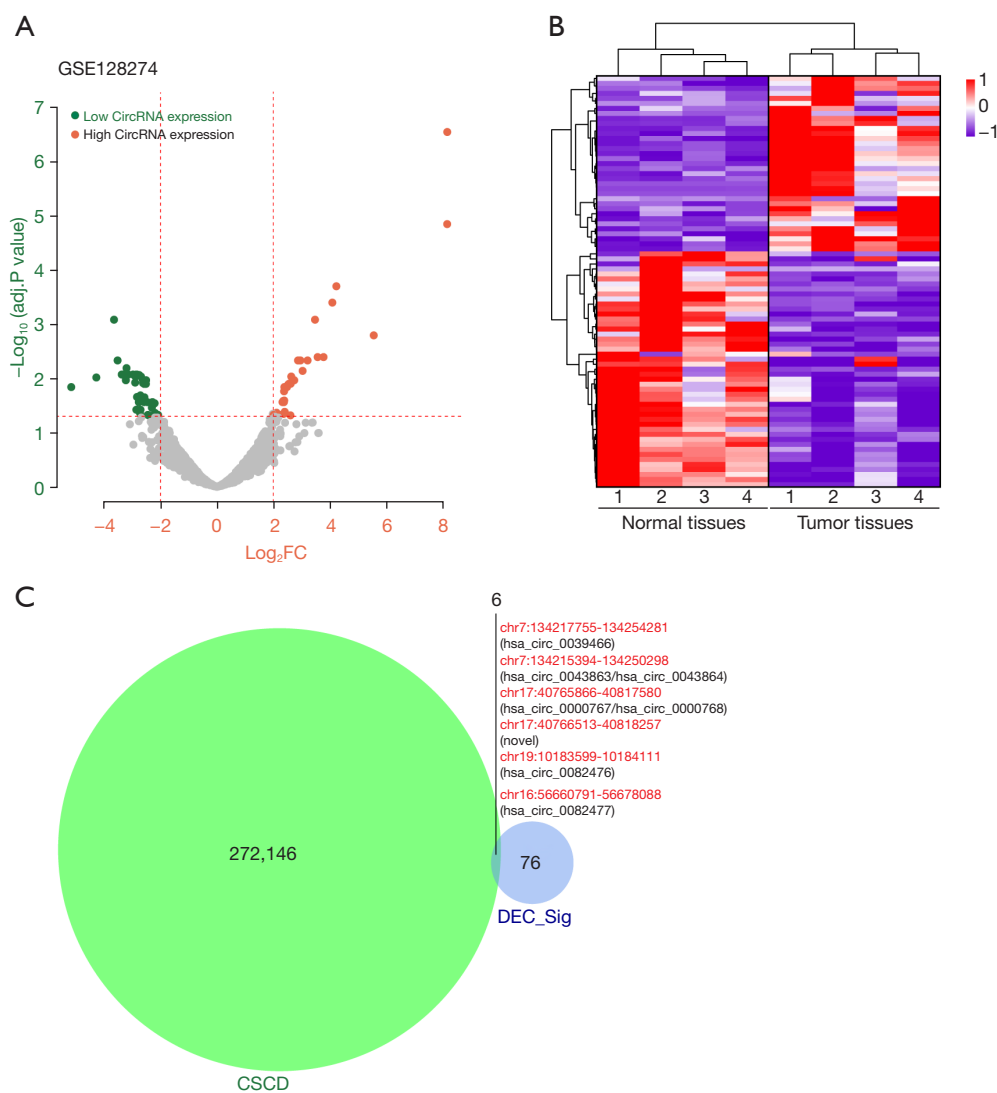 A
GSE128274
7
6
5
4
3
2
1
0
–Log10 (adj.P value)
Low CircRNA expression
High CircRNA expression
–4
–2
0
2
4
6
8
Log2FC
B
1
0
–1
1 2 3 4 1 2 3 4
Normal tissues Tumor tissues
C
6
chr7:134217755-134254281
(hsa_circ_0039466)
chr7:134215394-134250298
(hsa_circ_0043863/hsa_circ_0043864)
chr17:40765866-40817580
(hsa_circ_0000767/hsa_circ_0000768)
chr17:40766513-40818257
(novel)
chr19:10183599-10184111
(hsa_circ_0082476)
chr16:56660791-56678088
(hsa_circ_0082477)
272,146
76
DEC_Sig
CSCD